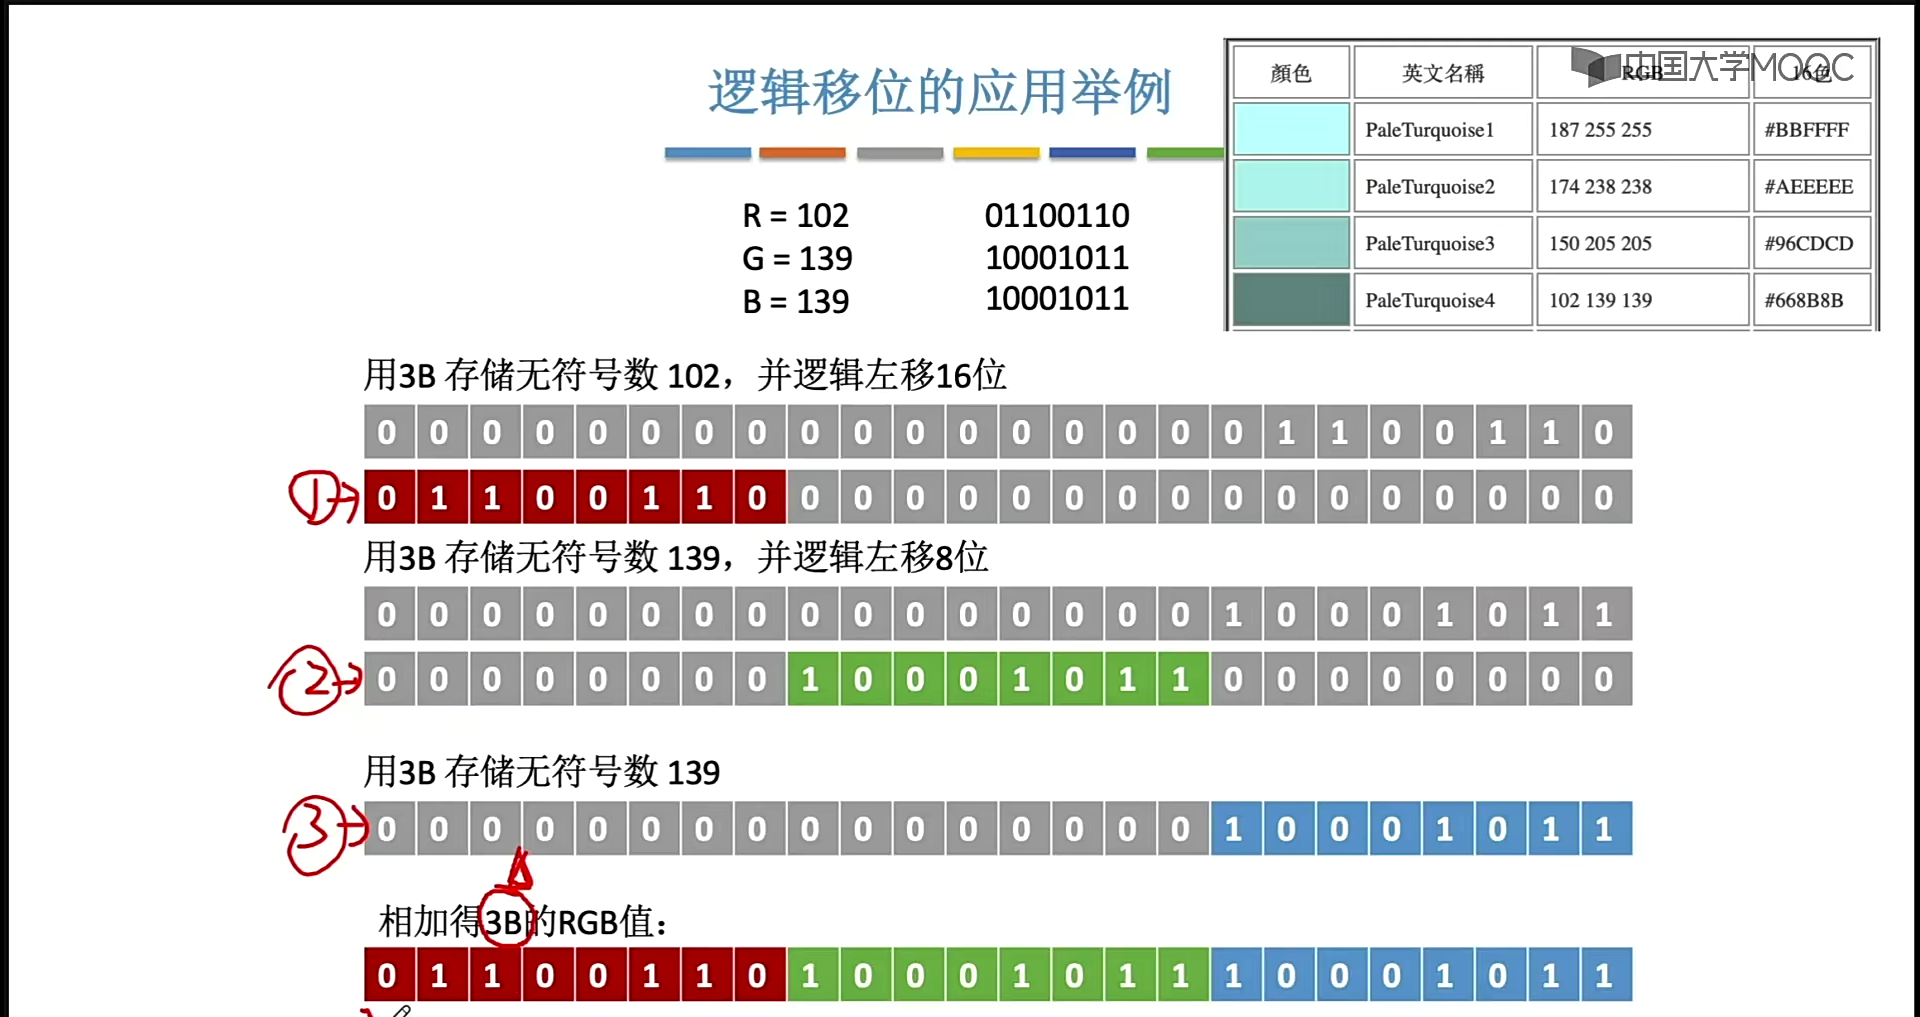 逻辑移位的应用举例
中国大学MOOC
顏色 英文名稱 RGB 16色
PaleTurquoise1 187 255 255 #BBFFFF
PaleTurquoise2 174 238 238 #AEEEEE
PaleTurquoise3 150 205 205 #96CDCD
PaleTurquoise4 102 139 139 #668B8B
R = 102 01100110
G = 139 10001011
B = 139 10001011
用3B 存储无符号数 102，并逻辑左移16位
0 0 0 0 0 0 0 0 0 0 0 0 0 0 0 0 0 1 1 0 0 1 1 0
① 0 1 1 0 0 1 1 0 0 0 0 0 0 0 0 0 0 0 0 0 0 0 0 0
用3B 存储无符号数 139，并逻辑左移8位
0 0 0 0 0 0 0 0 0 0 0 0 0 0 0 0 1 0 0 0 1 0 1 1
② 0 0 0 0 0 0 0 0 1 0 0 0 1 0 1 1 0 0 0 0 0 0 0 0
用3B 存储无符号数 139
③ 0 0 0 0 0 0 0 0 0 0 0 0 0 0 0 0 1 0 0 0 1 0 1 1
相加得3B的RGB值：
0 1 1 0 0 1 1 0 1 0 0 0 1 0 1 1 1 0 0 0 1 0 1 1